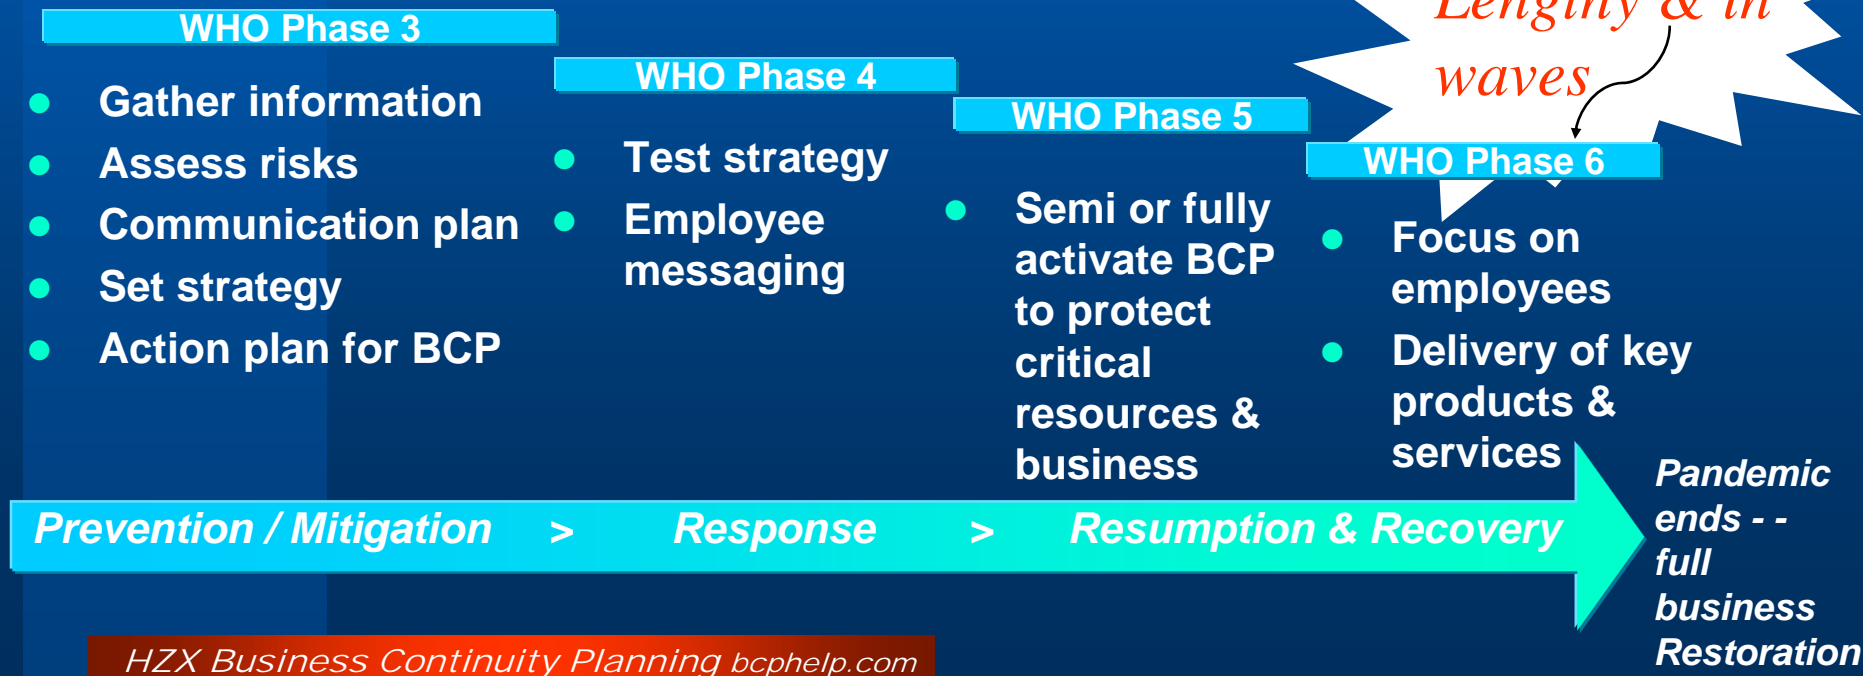 WHO Phase 3
Gather information
Assess risks
Communication plan
Set strategy
Action plan for BCP
WHO Phase 4
Test strategy
Employee
messaging
WHO Phase 5
Semi or fully
activate BCP
to protect
critical
resources &
business
Lengthy & in
waves
WHO Phase 6
Focus on
employees
Delivery of key
products &
services
Prevention / Mitigation > Response > Resumption & Recovery
Pandemic
ends - -
full
business
Restoration
HZX Business Continuity Planning bcphelp.com